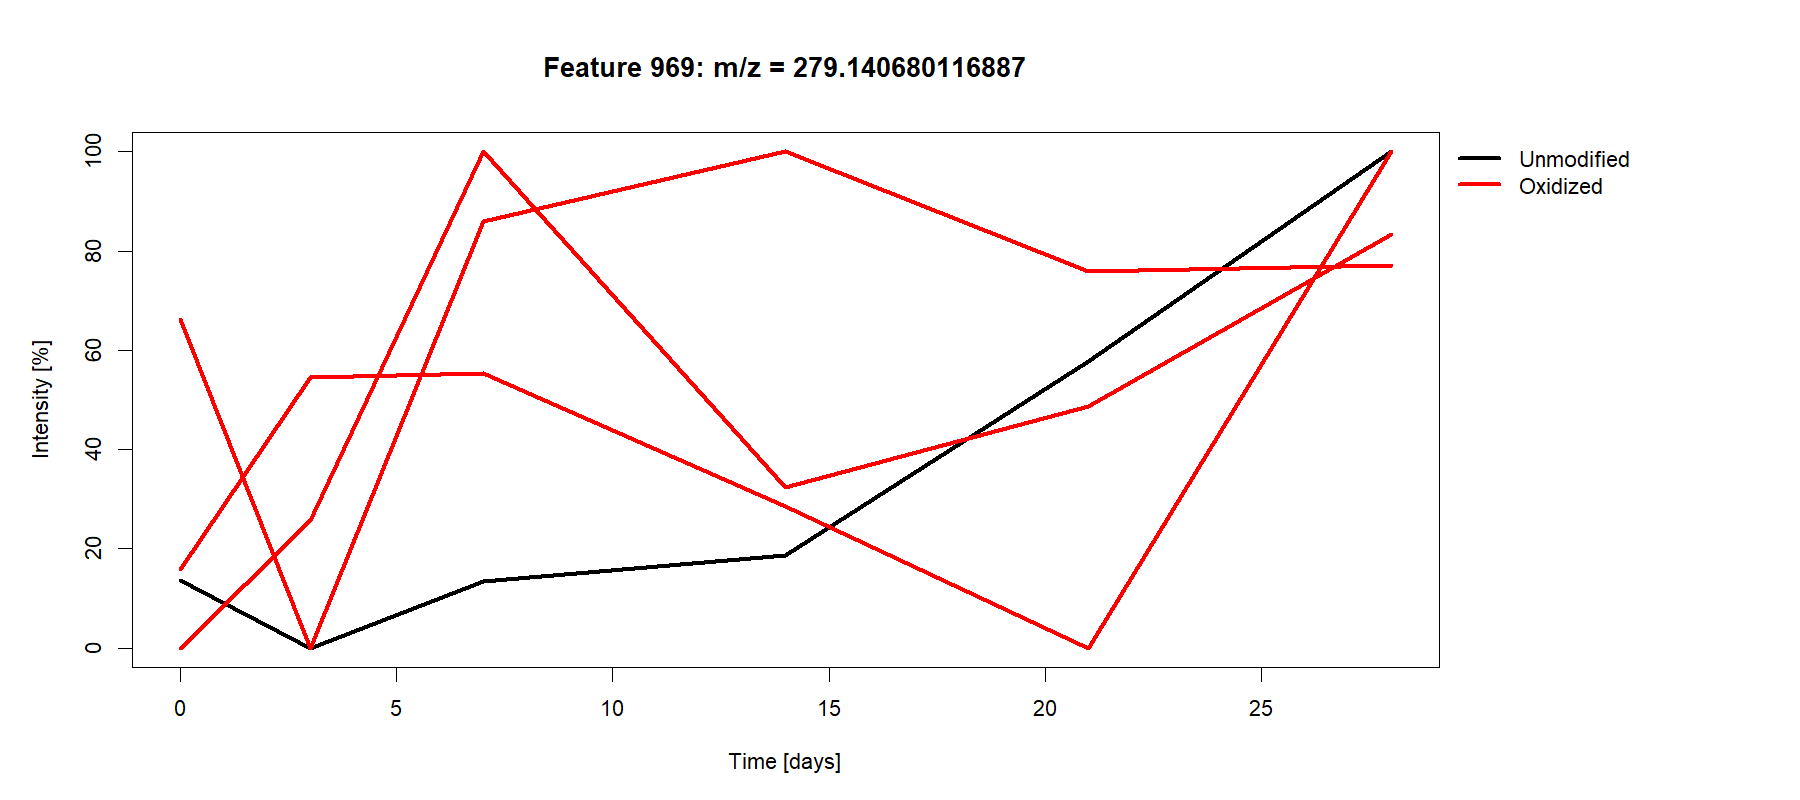 Feature 969: m/z = 279.140680116887
Unmodified
Oxidized
100
80
60
40
20
0
Intensity [%]
0 5 10 15 20 25
Time [days]